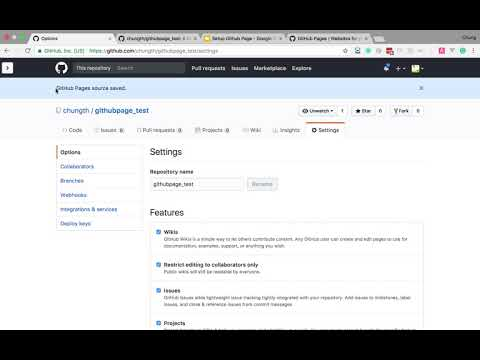 Options
chungth/githubpage_test: A
Setup Github Page - Google
GitHub Pages | Websites for y
Chung
GitHub, Inc. [US]
https://github.com/chungth/githubpage_test/settings
This repository
Search
Pull requests Issues Marketplace Explore
GitHub Pages source saved.
chungth / githubpage_test
Unwatch 1
Star 0
Fork 0
Code
Issues 0
Pull requests 0
Projects 0
Wiki
Insights
Settings
Options
Collaborators
Branches
Webhooks
Integrations & services
Deploy keys
Settings
Repository name
githubpage_test
Rename
Features
Wikis
GitHub Wikis is a simple way to let others contribute content. Any GitHub user can create and edit pages to use for
documentation, examples, support, or anything you wish.
Restrict editing to collaborators only
Public wikis will still be readable by everyone.
Issues
GitHub Issues adds lightweight issue tracking tightly integrated with your repository. Add issues to milestones, label
issues, and close & reference issues from commit messages.
Projects